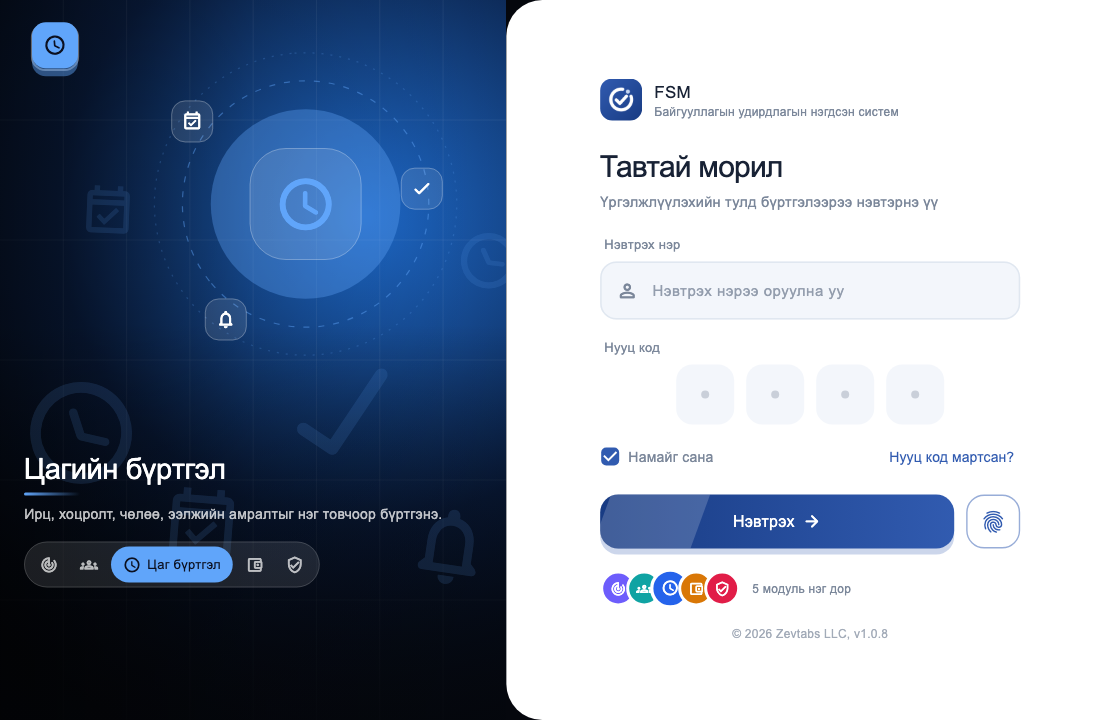 Цагийн бүртгэл
Ирц, хоцролт, чөлөө, ээлжийн амралтыг нэг товчоор бүртгэнэ.
Цаг бүртгэл
FSM
Байгууллагын удирдлагын нэгдсэн систем
Тавтай морил
Үргэлжлүүлэхийн тулд бүртгэлээрээ нэвтэрнэ үү
Нэвтрэх нэр
Нэвтрэх нэрээ оруулна уу
Нууц код
Намайг сана
Нууц код мартсан?
Нэвтрэх
5 модуль нэг дор
© 2026 Zevtabs LLC, v1.0.8